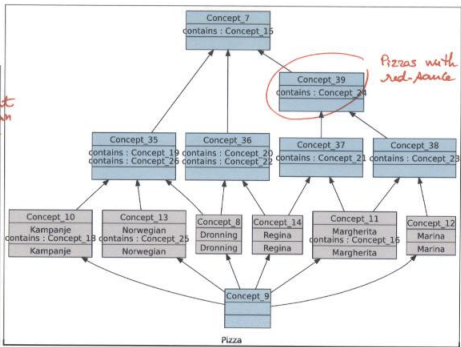 Concept_7
contains : Concept_15
Pizzas with
red-sauce
Concept_39
contains : Concept_24
Concept_35
contains : Concept_19
contains : Concept_26
Concept_36
contains : Concept_20
contains : Concept_22
Concept_37
contains : Concept_21
Concept_38
contains : Concept_23
Concept_10
Kampanje
contains : Concept_18
Kampanje
Concept_13
Norwegian
contains : Concept_25
Norwegian
Concept_8
Dronning
Dronning
Concept_14
Regina
Regina
Concept_11
Margherita
contains : Concept_16
Margherita
Concept_12
Marina
Marina
Concept_9
Pizza